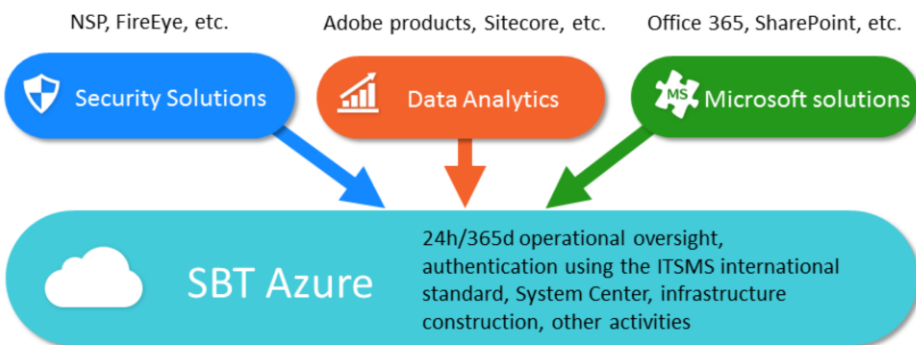 NSP, FireEye, etc.
Adobe products, Sitecore, etc.
Office 365, SharePoint, etc.
Security Solutions
Data Analytics
MS
Microsoft solutions
SBT Azure
24h/365d operational oversight,
authentication using the ITSMS international
standard, System Center, infrastructure
construction, other activities